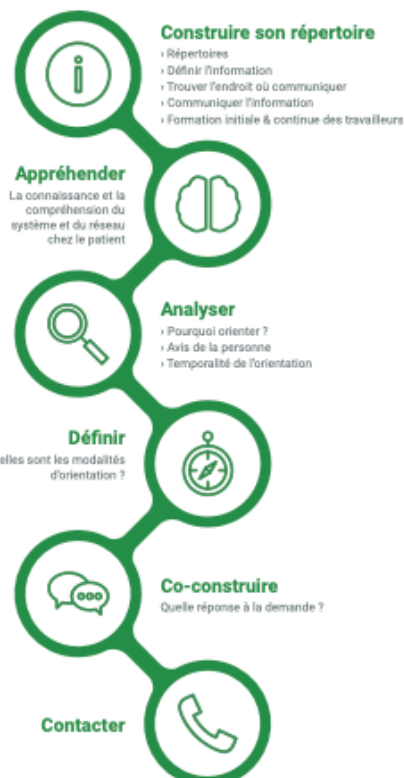 Construire son répertoire
› Répertoires
› Définir l'information
› Trouver l'endroit où communiquer
› Communiquer l'information
› Formation initiale & continue des travailleurs
Appréhender
La connaissance et la
compréhension du
système et du réseau
chez le patient
Analyser
› Pourquoi orienter ?
› Avis de la personne
› Temporalité de l'orientation
Définir
elles sont les modalités
d'orientation ?
Co-construire
Quelle réponse à la demande ?
Contacter